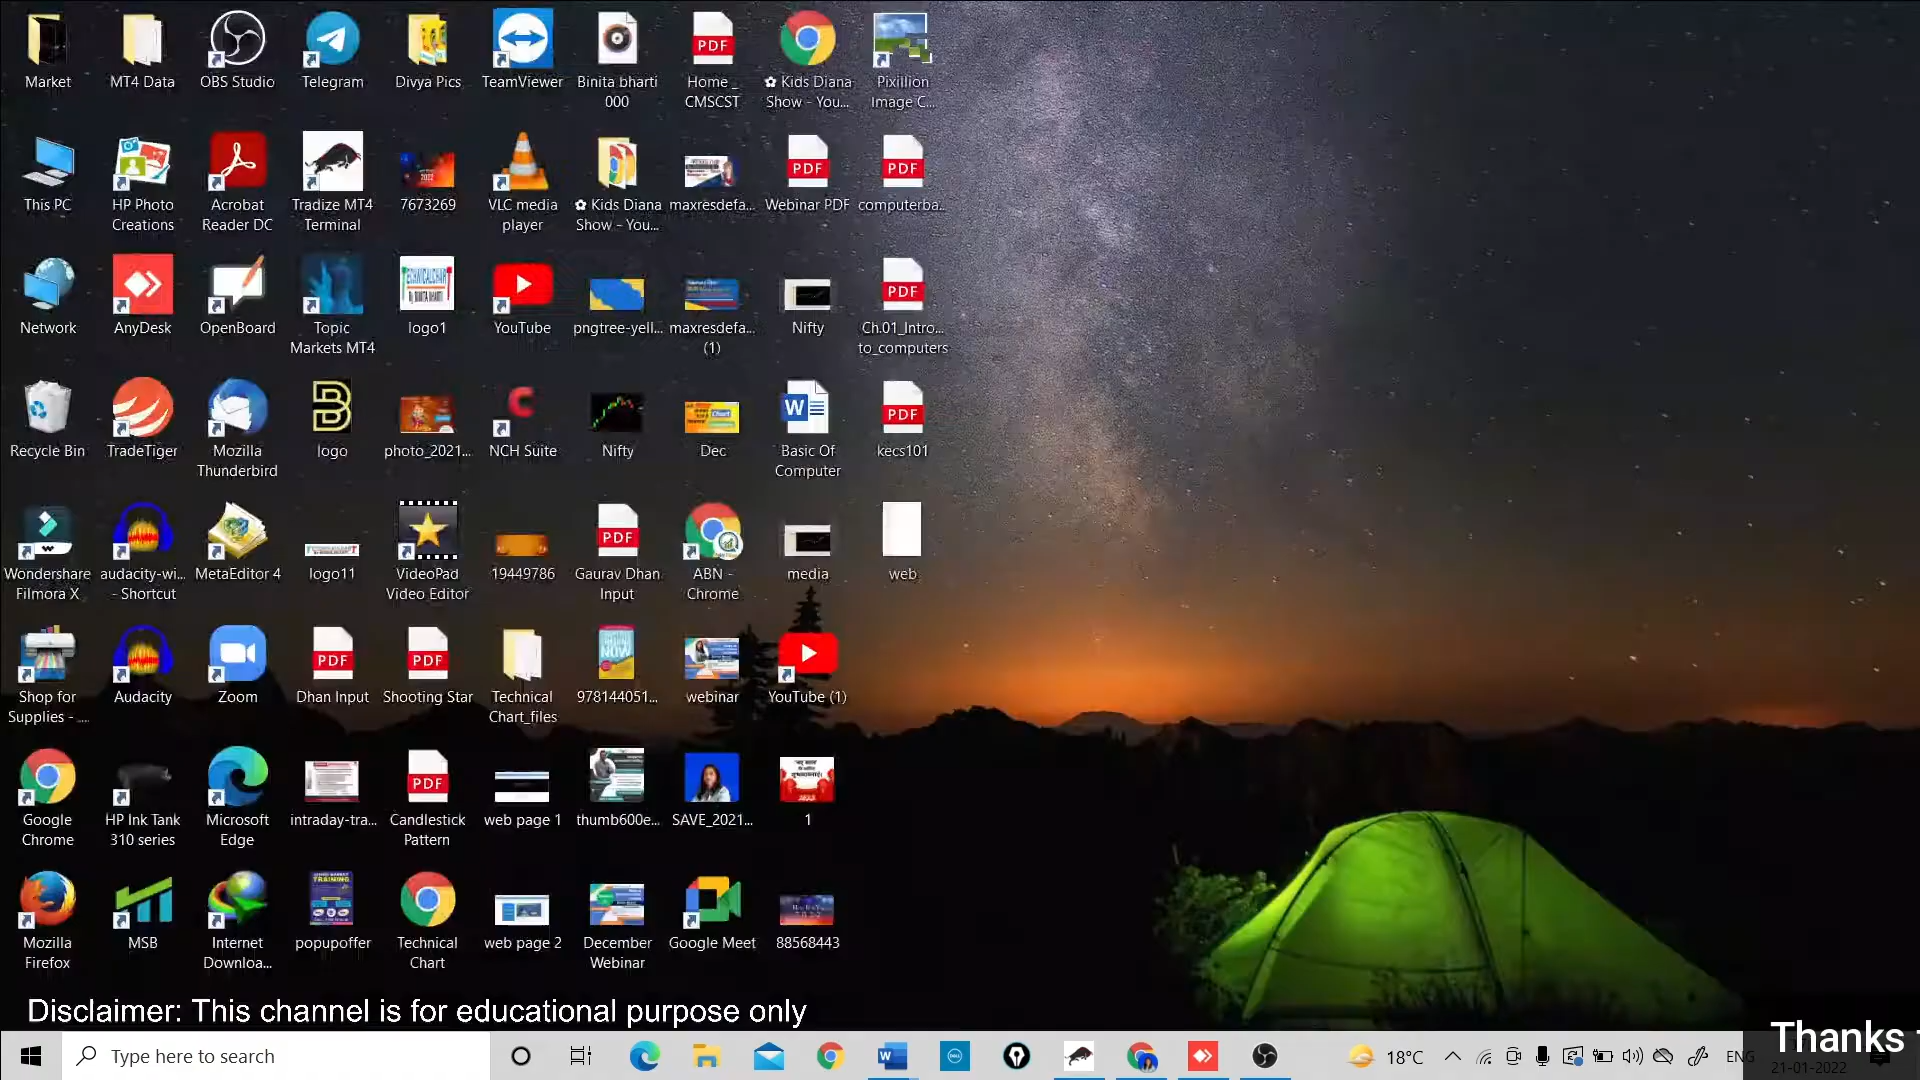 Market
MT4 Data
OBS Studio
Telegram
Divya Pics
TeamViewer
Binita bharti
000
Home _
CMSCST
✿ Kids Diana
Show - You...
Pixillion
Image C...
This PC
HP Photo
Creations
Acrobat
Reader DC
Tradize MT4
Terminal
7673269
VLC media
player
✿ Kids Diana
Show - You...
maxresdefa...
Webinar PDF
computerba...
Network
AnyDesk
OpenBoard
Topic
Markets MT4
logo1
YouTube
pngtree-yell...
maxresdefa...
(1)
Nifty
Ch.01_Intro...
to_computers
Recycle Bin
TradeTiger
Mozilla
Thunderbird
logo
photo_2021...
NCH Suite
Nifty
Dec
Basic Of
Computer
kecs101
Wondershare
Filmora X
audacity-wi...
- Shortcut
MetaEditor 4
logo11
VideoPad
Video Editor
19449786
Gaurav Dhan
Input
ABN -
Chrome
media
web
Shop for
Supplies - ....
Audacity
Zoom
Dhan Input
Shooting Star
Technical
Chart_files
978144051...
webinar
YouTube (1)
Google
Chrome
HP Ink Tank
310 series
Microsoft
Edge
intraday-tra...
Candlestick
Pattern
web page 1
thumb600e...
SAVE_2021...
1
Mozilla
Firefox
MSB
Internet
Downloa...
popupoffer
Technical
Chart
web page 2
December
Webinar
Google Meet
88568443
Disclaimer: This channel is for educational purpose only
Thanks
Type here to search
18°C
ENG
21-01-2022